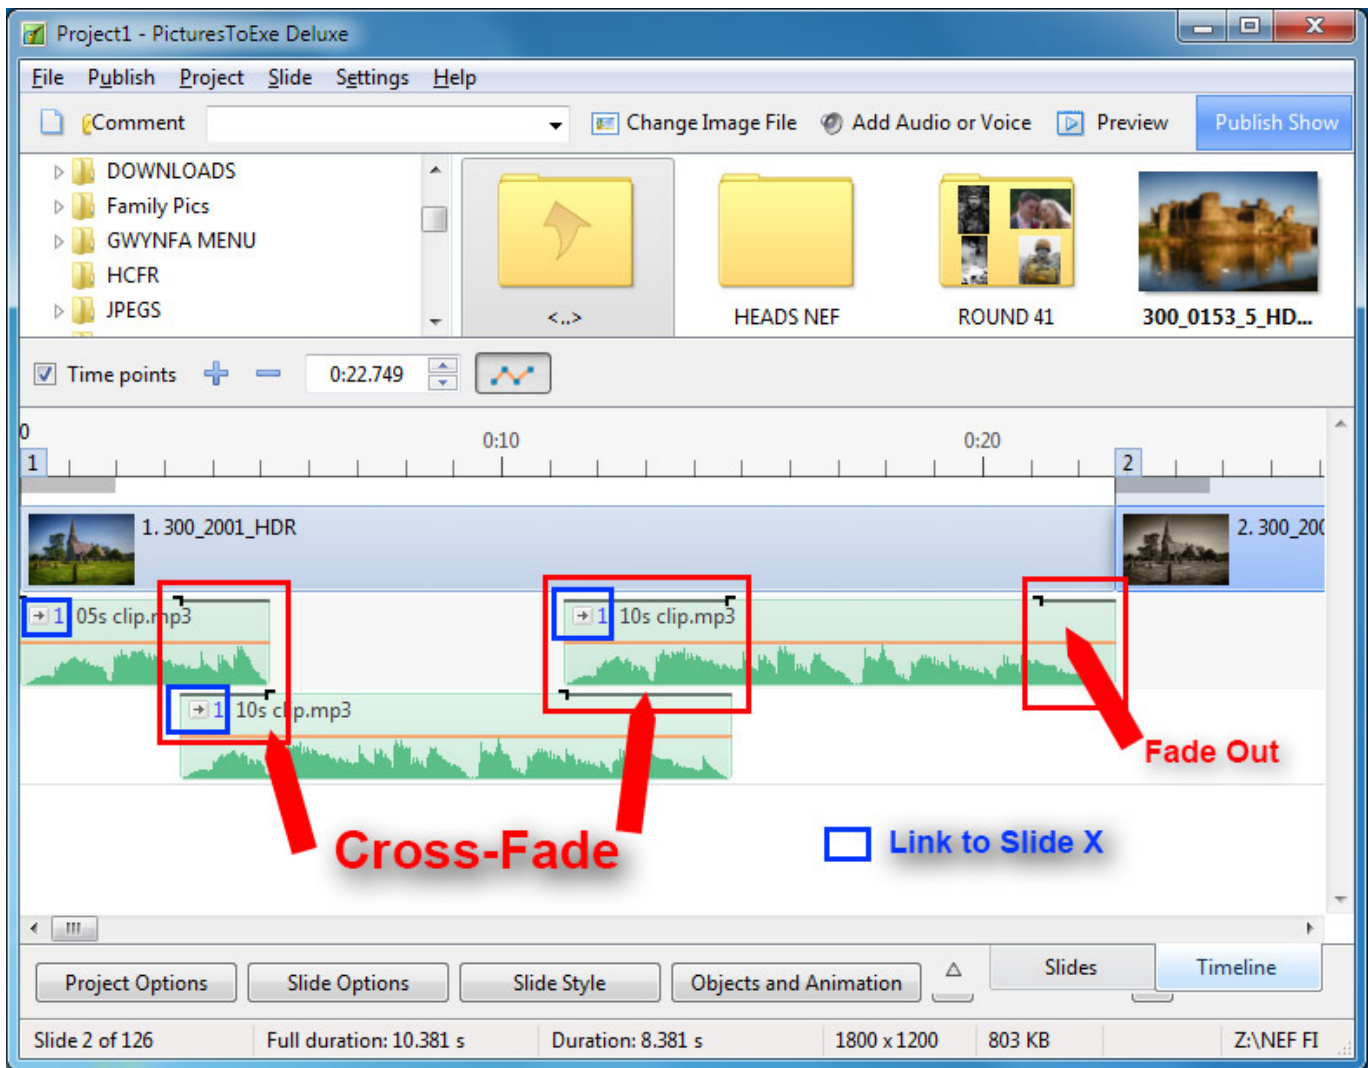 Project1 - PicturesToExe Deluxe
File Publish Project Slide Settings Help
Comment Change Image File Add Audio or Voice Preview Publish Show
DOWNLOADS
Family Pics
GWYNFA MENU
HCFR
JPEGS
<..> HEADS NEF ROUND 41 300_0153_5_HD...
Time points 0:22.749
0 0:10 0:20
1 2
1. 300_2001_HDR 2. 300_200
1 05s clip.mp3 1 10s clip.mp3
1 10s clip.mp3
Fade Out
Cross-Fade Link to Slide X
Project Options Slide Options Slide Style Objects and Animation Slides Timeline
Slide 2 of 126 Full duration: 10.381 s Duration: 8.381 s 1800 x 1200 803 KB Z:\NEF FI